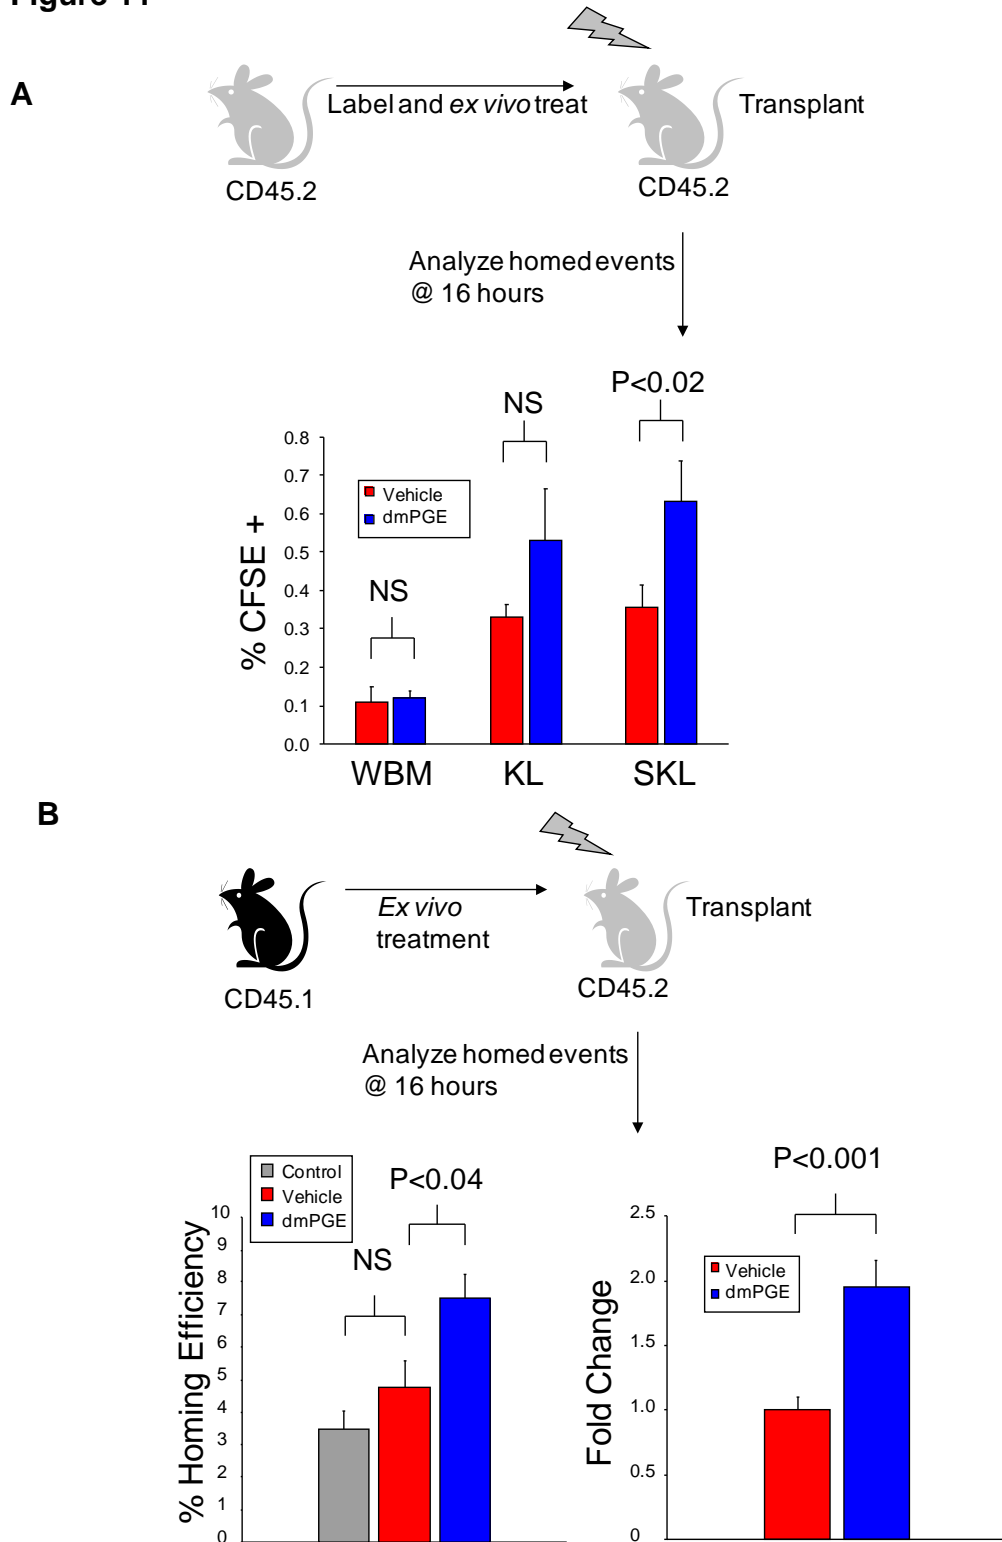 A
Label and ex vivo treat
Transplant
CD45.2
CD45.2
Analyze homed events
@ 16 hours
P<0.02
NS
NS
0.8
0.7
0.6
0.5
0.4
0.3
0.2
0.1
0.0
% CFSE +
Vehicle
dmPGE
WBM
KL
SKL
B
Ex vivo
treatment
Transplant
CD45.1
CD45.2
Analyze homed events
@ 16 hours
Control
Vehicle
dmPGE
P<0.04
NS
10
9
8
7
6
5
4
3
2
1
0
% Homing Efficiency
P<0.001
2.5
2.0
1.5
1.0
0.5
0
Fold Change
Vehicle
dmPGE